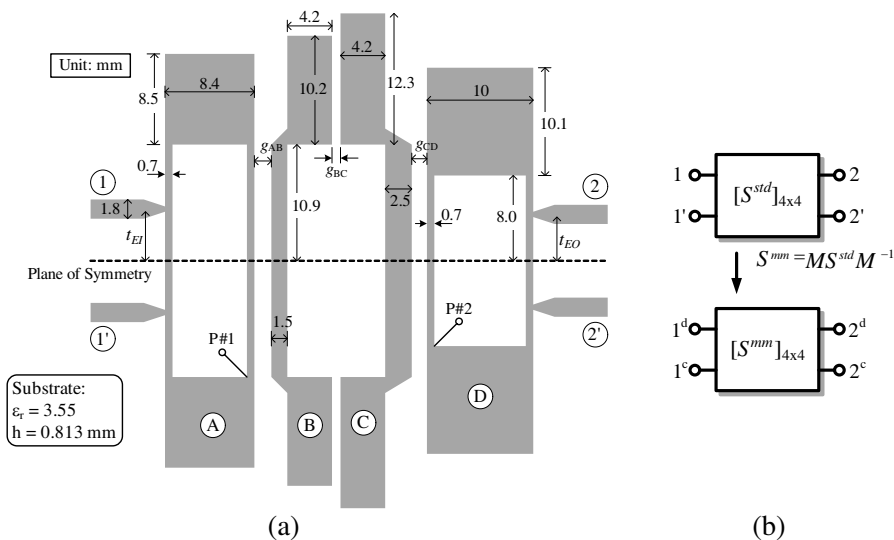 4.2
4.2
Unit: mm
8.4
10
8.5
10.2
12.3
10.1
g_AB
g_CD
0.7
g_BC
1
1.8
2.5
2
10.9
0.7
8.0
t_EI
t_EO
Plane of Symmetry
1.5
1'
P#1
P#2
2'
Substrate:
ε_r = 3.55
h = 0.813 mm
A
B
C
D
(a)
1
[S^std]_4x4
2
1'
2'
S^mm=MS^std M^-1
1^d
[S^mm]_4x4
2^d
1^c
2^c
(b)